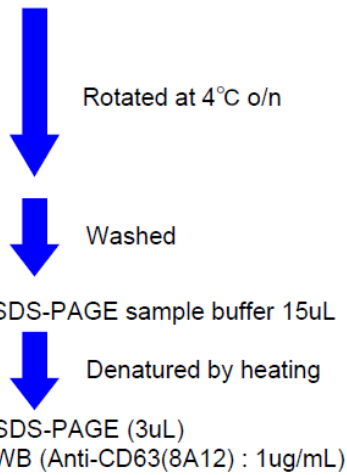 Rotated at 4℃ o/n
Washed
SDS-PAGE sample buffer 15uL
Denatured by heating
SDS-PAGE (3uL)
WB (Anti-CD63(8A12) : 1ug/mL)